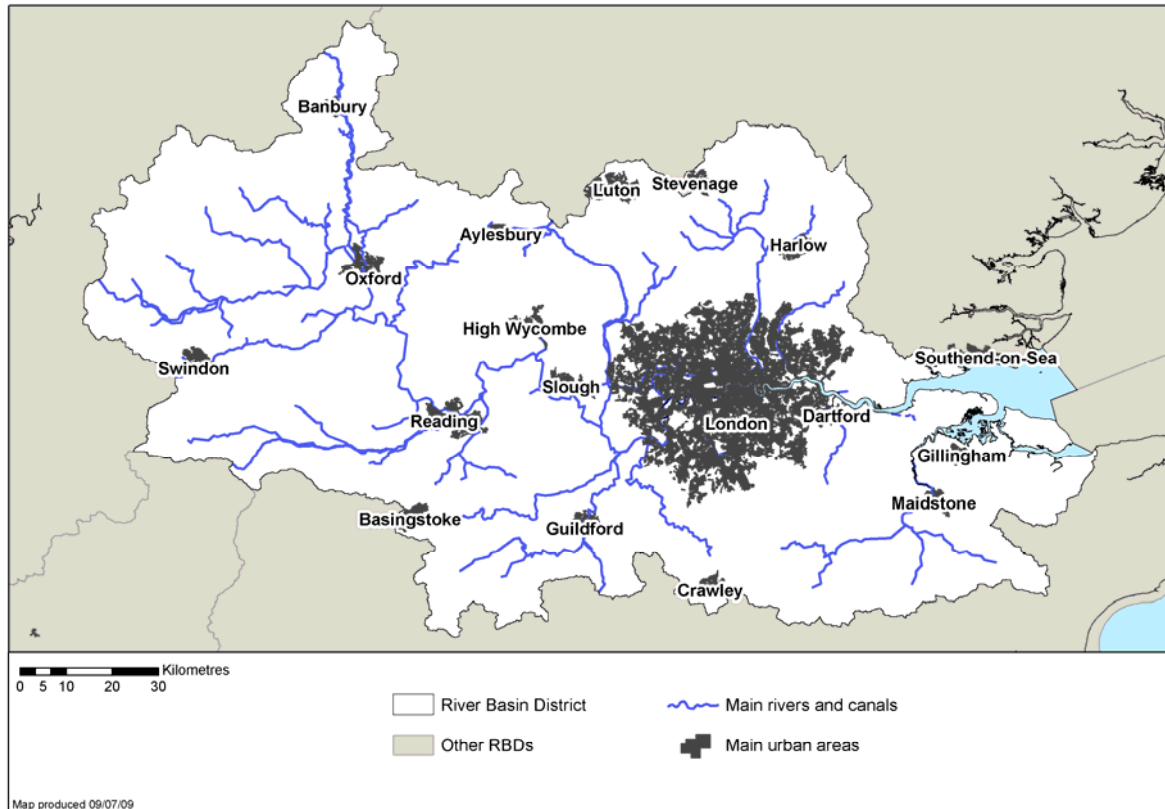 Banbury
Luton
Stevenage
Aylesbury
Harlow
Oxford
High Wycombe
Swindon
Slough
Southend-on-Sea
Reading
London
Dartford
Gillingham
Maidstone
Basingstoke
Guildford
Crawley
Kilometres
0 5 10 20 30
River Basin District
Main rivers and canals
Other RBDs
Main urban areas
Map produced 09/07/09